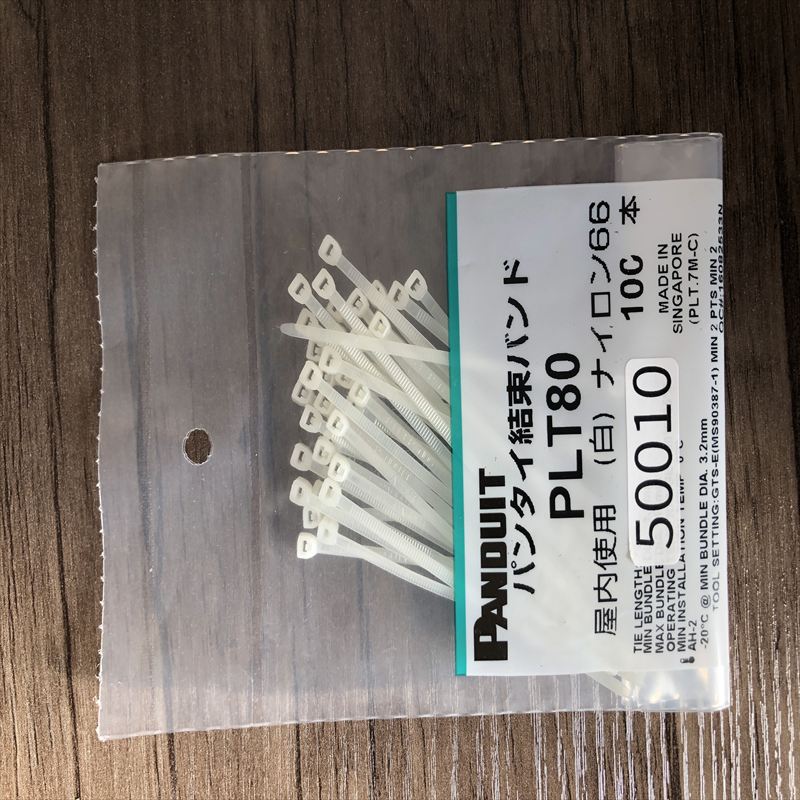 PANDUIT
パンタイ結束バンド
PLT80
屋内使用 (白) ナイロン66
100 本
50010
MADE IN
SINGAPORE
(PLT.7M-C)
TIE LENGTH
MIN BUNDLE
MAX BUNDLE
OPERATING
MIN INSTALLATION TEMP
AH-2
-20°C @ MIN BUNDLE DIA. 3.2mm
TOOL SETTING:GTS-E(MS90387-1) MIN 2 PTS MIN 2